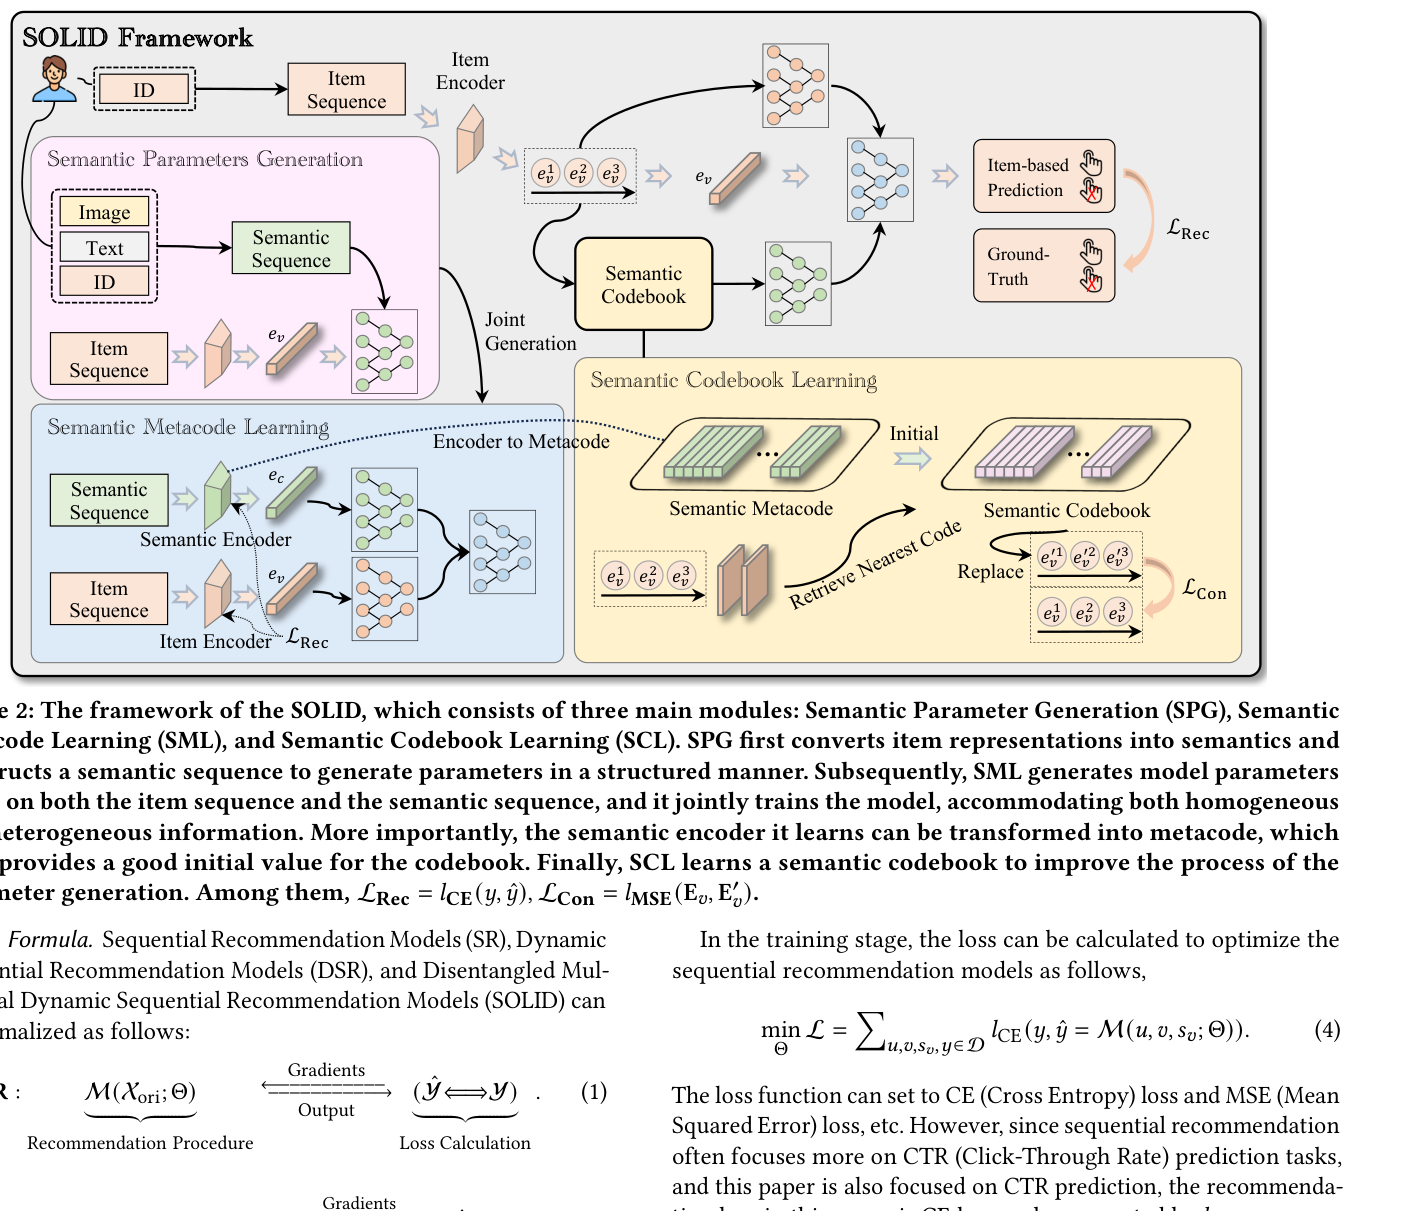 SOLID Framework
ID
Item
Sequence
Item
Encoder
Semantic Parameters Generation
Image
Text
ID
Semantic
Sequence
Item
Sequence
e_v
Joint
Generation
e_v^1 e_v^2 e_v^3
e_v
Semantic
Codebook
Item-based
Prediction
Ground-
Truth
ℒ_Rec
Semantic Metacode Learning
Encoder to Metacode
Semantic
Sequence
e_c
Semantic Encoder
Item
Sequence
e_v
Item Encoder
ℒ_Rec
Semantic Codebook Learning
...
Initial
...
Semantic Metacode
Semantic Codebook
e_v^1 e_v^2 e_v^3
Retrieve Nearest Code
Replace
e_v^{′1} e_v^{′2} e_v^{′3}
e_v^1 e_v^2 e_v^3
ℒ_Con
e 2: The framework of the SOLID, which consists of three main modules: Semantic Parameter Generation (SPG), Semantic
code Learning (SML), and Semantic Codebook Learning (SCL). SPG first converts item representations into semantics and
ructs a semantic sequence to generate parameters in a structured manner. Subsequently, SML generates model parameters
on both the item sequence and the semantic sequence, and it jointly trains the model, accommodating both homogeneous
heterogeneous information. More importantly, the semantic encoder it learns can be transformed into metacode, which
provides a good initial value for the codebook. Finally, SCL learns a semantic codebook to improve the process of the
meter generation. Among them, ℒ_Rec = l_CE(y, ŷ), ℒ_Con = l_MSE(E_v, E′_v).
Formula. Sequential Recommendation Models (SR), Dynamic
ntial Recommendation Models (DSR), and Disentangled Mul-
al Dynamic Sequential Recommendation Models (SOLID) can
malized as follows:
R : ℳ(𝒳_ori; Θ) Gradients Output (𝒴̂ ⟺ 𝒴) . (1)
Recommendation Procedure Loss Calculation
Gradients
In the training stage, the loss can be calculated to optimize the
sequential recommendation models as follows,
min_Θ ℒ = ∑_{u,v,s_v,y∈𝒟} l_CE(y, ŷ = ℳ(u, v, s_v; Θ)). (4)
The loss function can set to CE (Cross Entropy) loss and MSE (Mean
Squared Error) loss, etc. However, since sequential recommendation
often focuses more on CTR (Click-Through Rate) prediction tasks,
and this paper is also focused on CTR prediction, the recommenda-